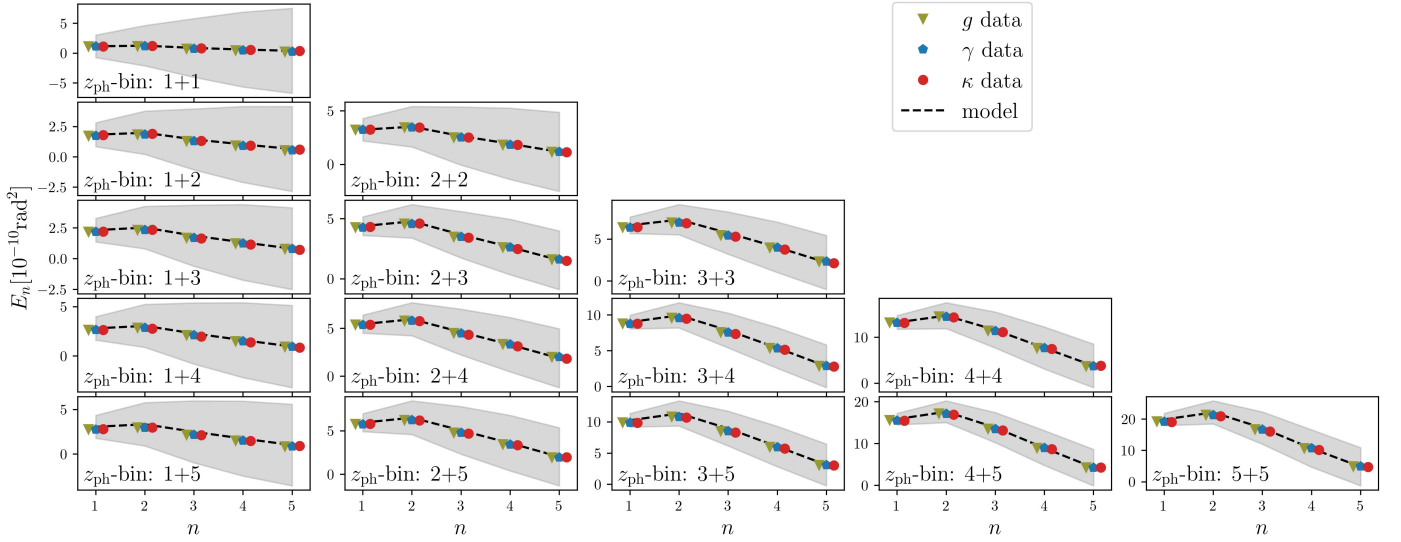 g data
γ data
κ data
model
E_n[10^{-10}rad^2]
5
0
−5
z_ph-bin: 1+1
2.5
0.0
−2.5
z_ph-bin: 1+2
5
0
z_ph-bin: 2+2
2.5
0.0
−2.5
z_ph-bin: 1+3
5
0
z_ph-bin: 2+3
5
0
z_ph-bin: 3+3
5
0
z_ph-bin: 1+4
5
0
z_ph-bin: 2+4
10
5
0
z_ph-bin: 3+4
10
0
z_ph-bin: 4+4
5
0
z_ph-bin: 1+5
5
0
z_ph-bin: 2+5
10
5
0
z_ph-bin: 3+5
20
10
0
z_ph-bin: 4+5
20
10
0
z_ph-bin: 5+5
1 2 3 4 5
1 2 3 4 5
1 2 3 4 5
1 2 3 4 5
1 2 3 4 5
n
n
n
n
n